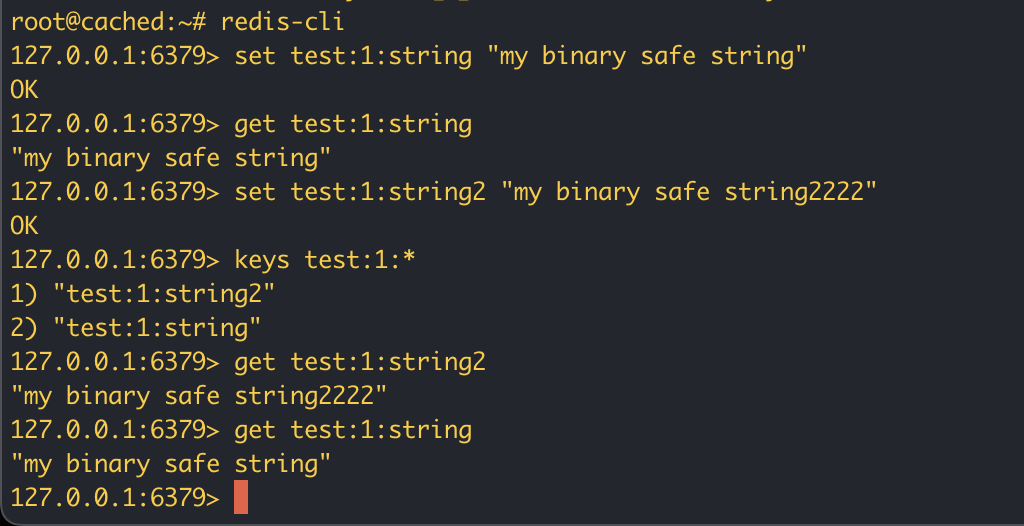 root@cached:~# redis-cli
127.0.0.1:6379> set test:1:string "my binary safe string"
OK
127.0.0.1:6379> get test:1:string
"my binary safe string"
127.0.0.1:6379> set test:1:string2 "my binary safe string2222"
OK
127.0.0.1:6379> keys test:1:*
1) "test:1:string2"
2) "test:1:string"
127.0.0.1:6379> get test:1:string2
"my binary safe string2222"
127.0.0.1:6379> get test:1:string
"my binary safe string"
127.0.0.1:6379>